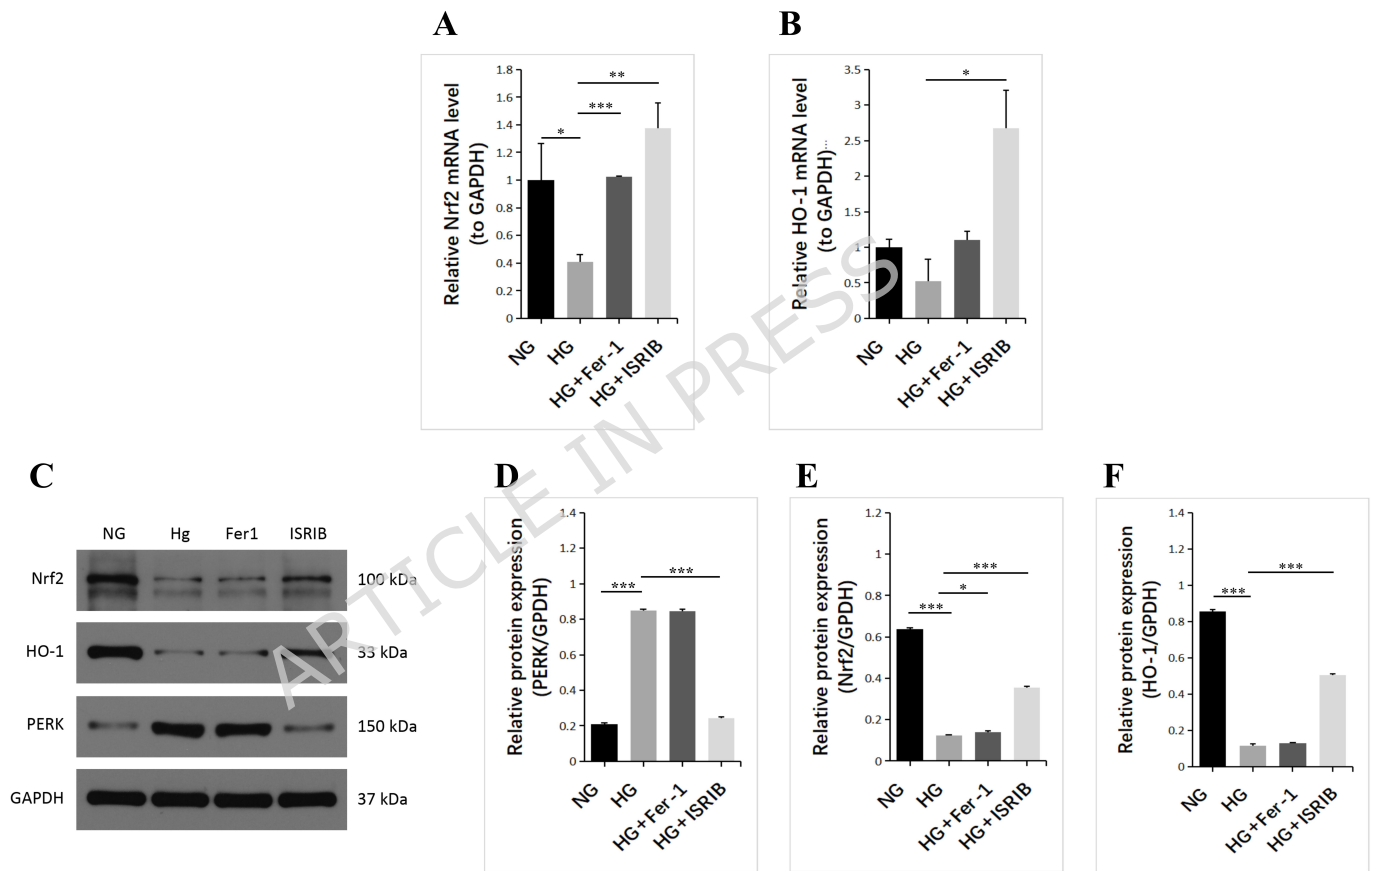 A
Relative Nrf2 mRNA level
(to GAPDH)
1.8
1.6
1.4
1.2
1
0.8
0.6
0.4
0.2
0
**
***
*
NG
HG
HG+Fer-1
HG+ISRIB
B
Relative HO-1 mRNA level
(to GAPDH)...
3.5
3
2.5
2
1.5
1
0.5
0
*
NG
HG
HG+Fer-1
HG+ISRIB
ARTICLE IN PRESS
C
NG Hg Fer1 ISRIB
Nrf2 100 kDa
HO-1 33 kDa
PERK 150 kDa
GAPDH 37 kDa
D
Relative protein expression
(PERK/GPDH)
1.4
1.2
1
0.8
0.6
0.4
0.2
0
***
***
NG
HG
HG+Fer-1
HG+ISRIB
E
Relative protein expression
(Nrf2/GPDH)
1.2
1
0.8
0.6
0.4
0.2
0
***
*
***
NG
HG
HG+Fer-1
HG+ISRIB
F
Relative protein expression
(HO-1/GPDH)
1.4
1.2
1
0.8
0.6
0.4
0.2
0
***
***
NG
HG
HG+Fer-1
HG+ISRIB